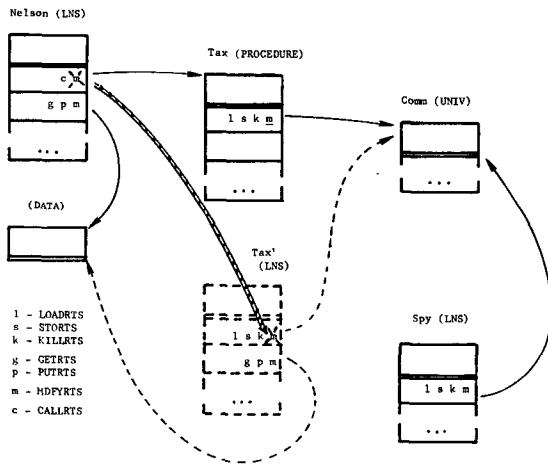 Nelson (LNS)
c m
g p m
...
Tax (PROCEDURE)
l s k m
...
Comm (UNIV)
...
(DATA)
Tax' (LNS)
l s k m
g p m
...
Spy (LNS)
l s k m
...
l - LOADRTS
s - STORTS
k - KILLRTS
g - GETRTS
p - PUTRTS
m - MDFYRTS
c - CALLRTS